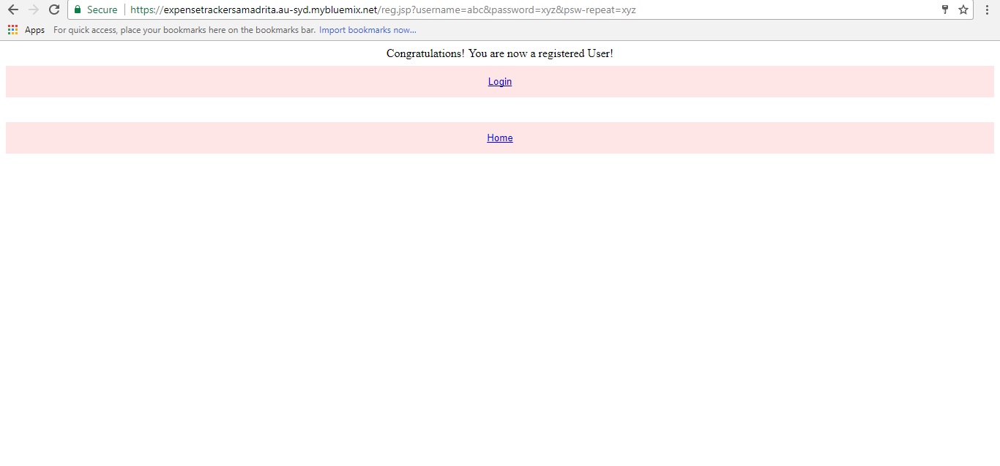 Secure https://expensetrackersamadrita.au-syd.mybluemix.net/reg.jsp?username=abc&password=xyz&psw-repeat=xyz
Apps For quick access, place your bookmarks here on the bookmarks bar. Import bookmarks now...
Congratulations! You are now a registered User!
Login
Home